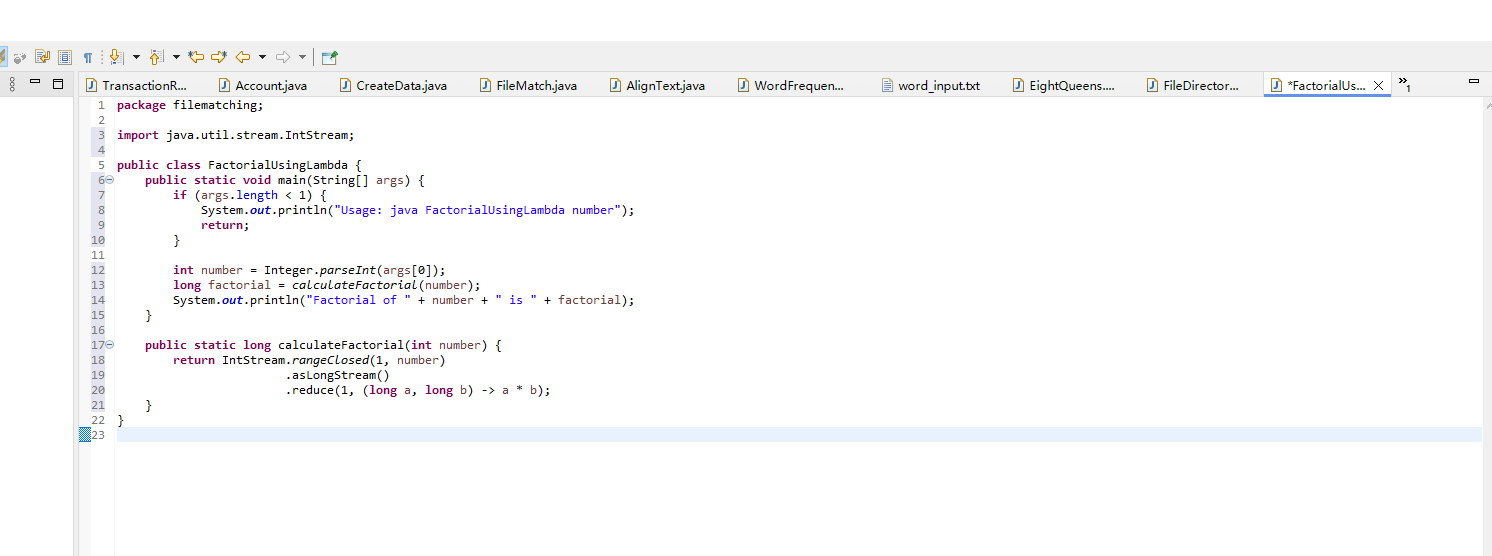 TransactionR... Account.java CreateData.java FileMatch.java AlignText.java WordFrequen... word_input.txt EightQueens.... FileDirector... *FactorialUs... 1
1 package filematching;
2
3 import java.util.stream.IntStream;
4
5 public class FactorialUsingLambda {
6     public static void main(String[] args) {
7         if (args.length < 1) {
8             System.out.println("Usage: java FactorialUsingLambda number");
9             return;
10         }
11
12         int number = Integer.parseInt(args[0]);
13         long factorial = calculateFactorial(number);
14         System.out.println("Factorial of " + number + " is " + factorial);
15     }
16
17     public static long calculateFactorial(int number) {
18         return IntStream.rangeClosed(1, number)
19                         .asLongStream()
20                         .reduce(1, (long a, long b) -> a * b);
21     }
22 }
23